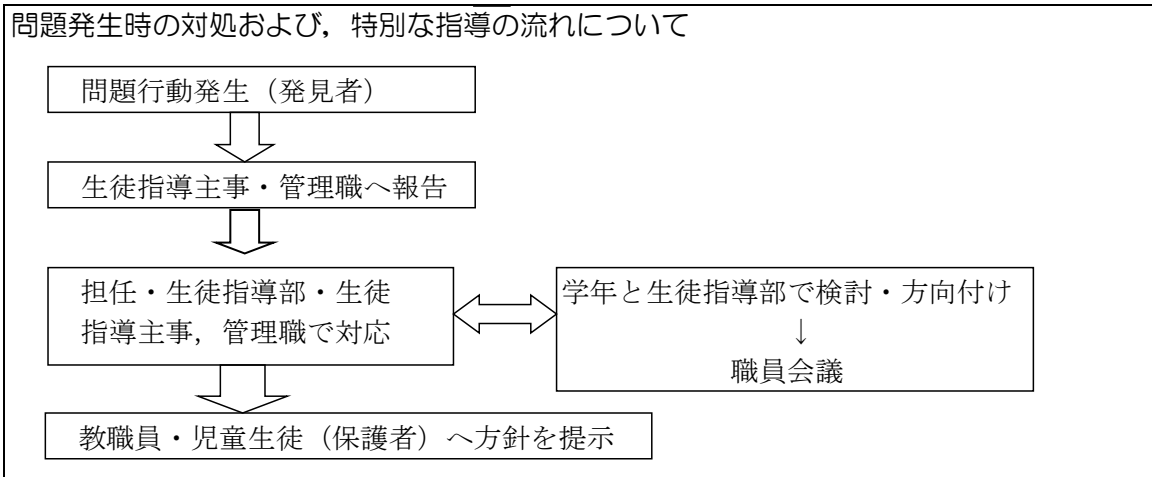 問題発生時の対処および，特別な指導の流れについて
問題行動発生（発見者）
生徒指導主事・管理職へ報告
担任・生徒指導部・生徒
指導主事，管理職で対応
学年と生徒指導部で検討・方向付け
↓
職員会議
教職員・児童生徒（保護者）へ方針を提示